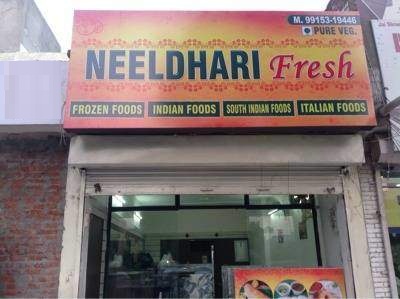 M. 99153-19446
PURE VEG.
NEELDHARI Fresh
FROZEN FOODS INDIAN FOODS SOUTH INDIAN FOODS ITALIAN FOODS